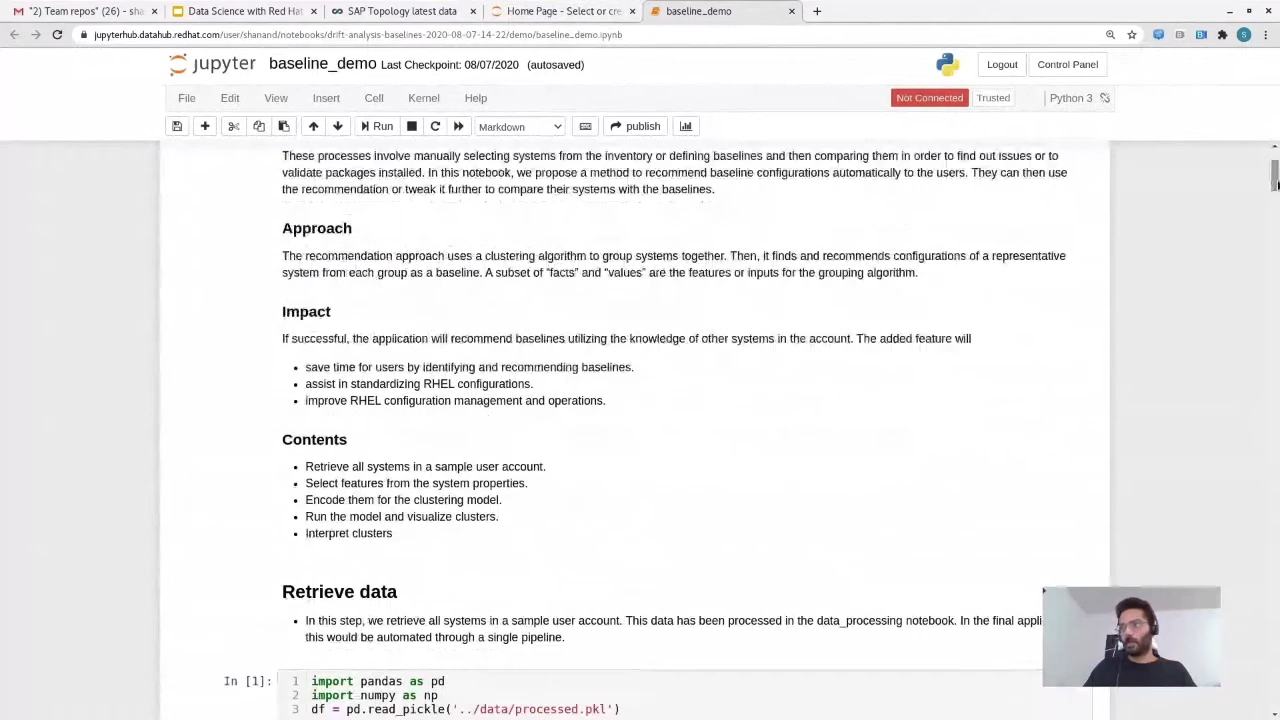 "2) Team repos" (26) - sha
Data Science with Red Hat
SAP Topology latest data
Home Page - Select or cre
baseline_demo
jupyterhub.datahub.redhat.com/user/shanand/notebooks/drift-analysis-baselines-2020-08-07-14-22/demo/baseline_demo.ipynb
S
jupyter baseline_demo Last Checkpoint: 08/07/2020 (autosaved)
Logout
Control Panel
File Edit View Insert Cell Kernel Help
Not Connected
Trusted
Python 3
Run
Markdown
publish
These processes involve manually selecting systems from the inventory or defining baselines and then comparing them in order to find out issues or to
validate packages installed. In this notebook, we propose a method to recommend baseline configurations automatically to the users. They can then use
the recommendation or tweak it further to compare their systems with the baselines.
Approach
The recommendation approach uses a clustering algorithm to group systems together. Then, it finds and recommends configurations of a representative
system from each group as a baseline. A subset of “facts” and “values” are the features or inputs for the grouping algorithm.
Impact
If successful, the application will recommend baselines utilizing the knowledge of other systems in the account. The added feature will
• save time for users by identifying and recommending baselines.
• assist in standardizing RHEL configurations.
• improve RHEL configuration management and operations.
Contents
• Retrieve all systems in a sample user account.
• Select features from the system properties.
• Encode them for the clustering model.
• Run the model and visualize clusters.
• Interpret clusters
Retrieve data
• In this step, we retrieve all systems in a sample user account. This data has been processed in the data_processing notebook. In the final appli
this would be automated through a single pipeline.
In [1]:
1 import pandas as pd
2 import numpy as np
3 df = pd.read_pickle('../data/processed.pkl')